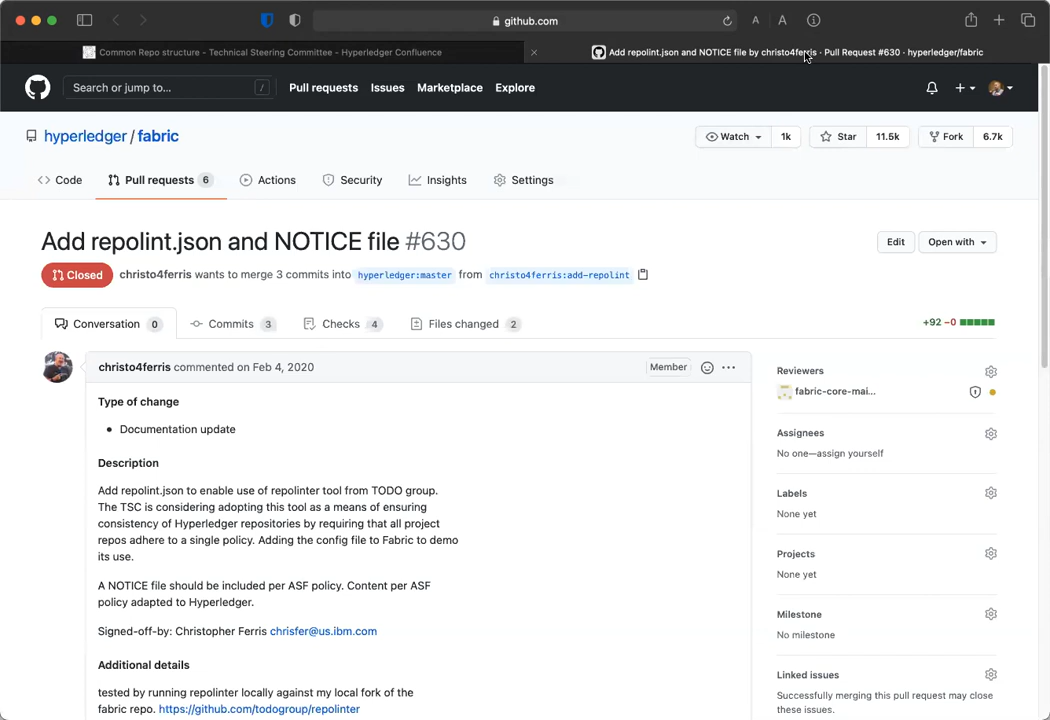 github.com
A
A
Common Repo structure - Technical Steering Committee - Hyperledger Confluence
Add repolint.json and NOTICE file by christo4ferris · Pull Request #630 · hyperledger/fabric
Search or jump to...
/
Pull requests
Issues
Marketplace
Explore
hyperledger / fabric
Watch
1k
Star
11.5k
Fork
6.7k
Code
Pull requests 6
Actions
Security
Insights
Settings
Add repolint.json and NOTICE file #630
Edit
Open with
Closed
christo4ferris wants to merge 3 commits into hyperledger:master from christo4ferris:add-repolint
Conversation 0
Commits 3
Checks 4
Files changed 2
+92 −0
christo4ferris commented on Feb 4, 2020
Member
Type of change
• Documentation update
Description
Add repolint.json to enable use of repolinter tool from TODO group.
The TSC is considering adopting this tool as a means of ensuring
consistency of Hyperledger repositories by requiring that all project
repos adhere to a single policy. Adding the config file to Fabric to demo
its use.
A NOTICE file should be included per ASF policy. Content per ASF
policy adapted to Hyperledger.
Signed-off-by: Christopher Ferris chrisfer@us.ibm.com
Additional details
tested by running repolinter locally against my local fork of the
fabric repo. https://github.com/todogroup/repolinter
Reviewers
fabric-core-mai...
Assignees
No one—assign yourself
Labels
None yet
Projects
None yet
Milestone
No milestone
Linked issues
Successfully merging this pull request may close
these issues.